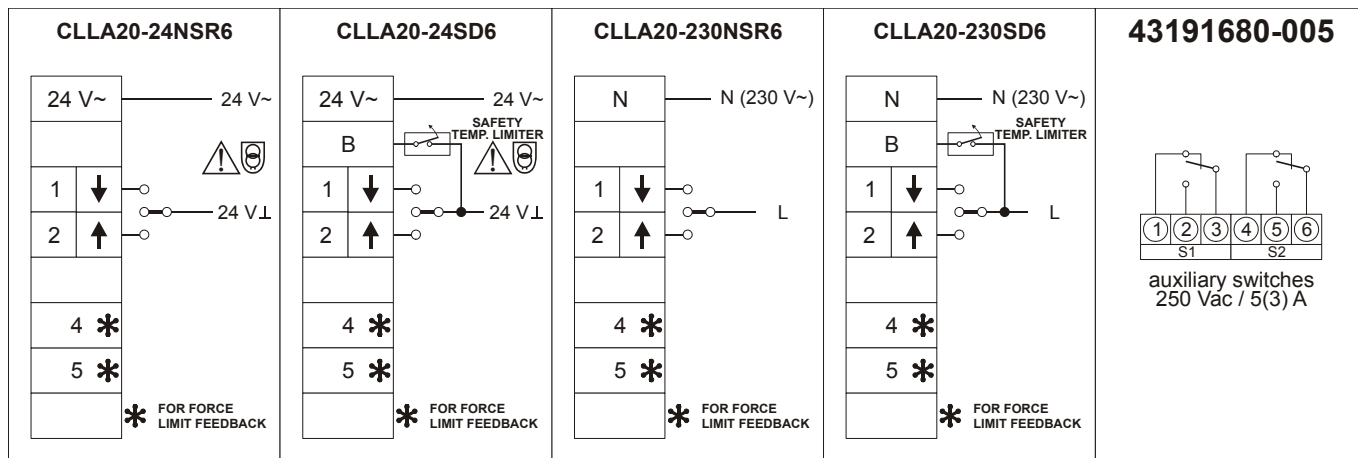 CLLA20-24NSR6
24 V~
24 V~
1
2
24 V⊥
4 ✱
5 ✱
✱ FOR FORCE
LIMIT FEEDBACK
CLLA20-24SD6
24 V~
24 V~
SAFETY
TEMP. LIMITER
B
1
2
24 V⊥
4 ✱
5 ✱
✱ FOR FORCE
LIMIT FEEDBACK
CLLA20-230NSR6
N
N (230 V~)
1
2
L
4 ✱
5 ✱
✱ FOR FORCE
LIMIT FEEDBACK
CLLA20-230SD6
N
N (230 V~)
SAFETY
TEMP. LIMITER
B
1
2
L
4 ✱
5 ✱
✱ FOR FORCE
LIMIT FEEDBACK
43191680-005
1 2 3 4 5 6
S1 S2
auxiliary switches
250 Vac / 5(3) A